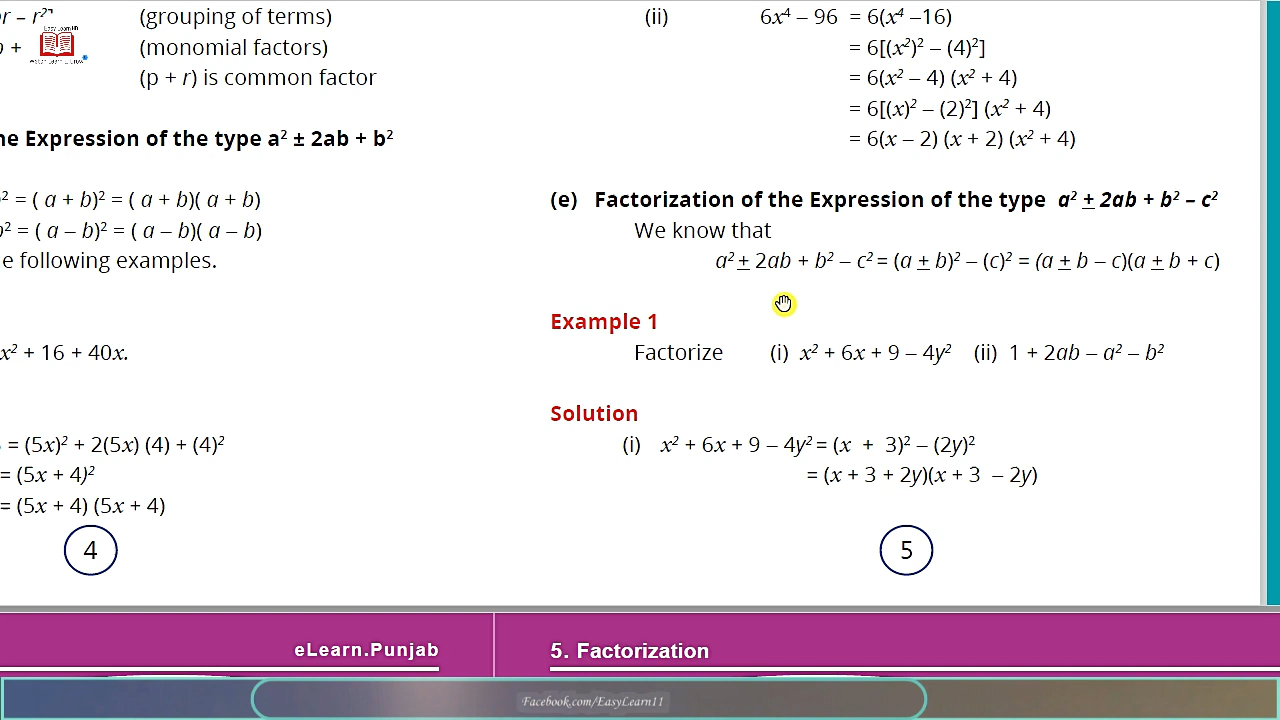 (grouping of terms)
(monomial factors)
(p + r) is common factor
he Expression of the type a² ± 2ab + b²
² = ( a + b)² = ( a + b)( a + b)
b² = ( a – b)² = ( a – b)( a – b)
e following examples.
x² + 16 + 40x.
= (5x)² + 2(5x) (4) + (4)²
= (5x + 4)²
= (5x + 4) (5x + 4)
4
(ii) 6x⁴ – 96 = 6(x⁴ –16)
= 6[(x²)² – (4)²]
= 6(x² – 4) (x² + 4)
= 6[(x)² – (2)²] (x² + 4)
= 6(x – 2) (x + 2) (x² + 4)
(e) Factorization of the Expression of the type a² ± 2ab + b² – c²
We know that
a² ± 2ab + b² – c² = (a ± b)² – (c)² = (a ± b – c)(a ± b + c)
Example 1
Factorize (i) x² + 6x + 9 – 4y² (ii) 1 + 2ab – a² – b²
Solution
(i) x² + 6x + 9 – 4y² = (x + 3)² – (2y)²
= (x + 3 + 2y)(x + 3 – 2y)
5
eLearn.Punjab
5. Factorization
Facebook.com/EasyLearn11